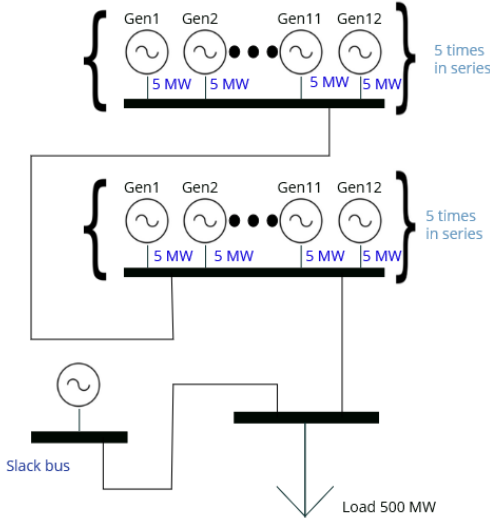 Gen1 Gen2 Gen11 Gen12
5 times
in series
5 MW 5 MW 5 MW 5 MW
Gen1 Gen2 Gen11 Gen12
5 times
in series
5 MW 5 MW 5 MW 5 MW
Slack bus
Load 500 MW